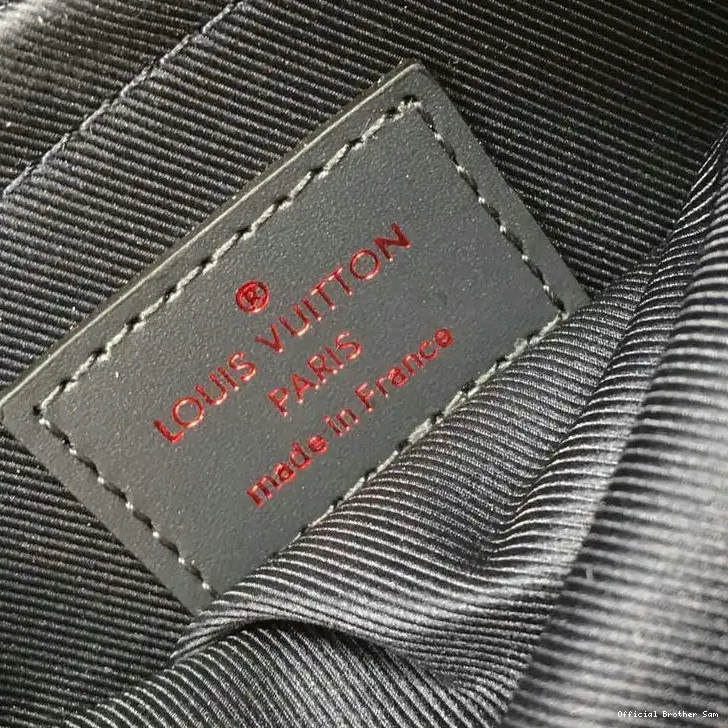 ®
LOUIS VUITTON
PARIS
made in France
Official Brother Sam